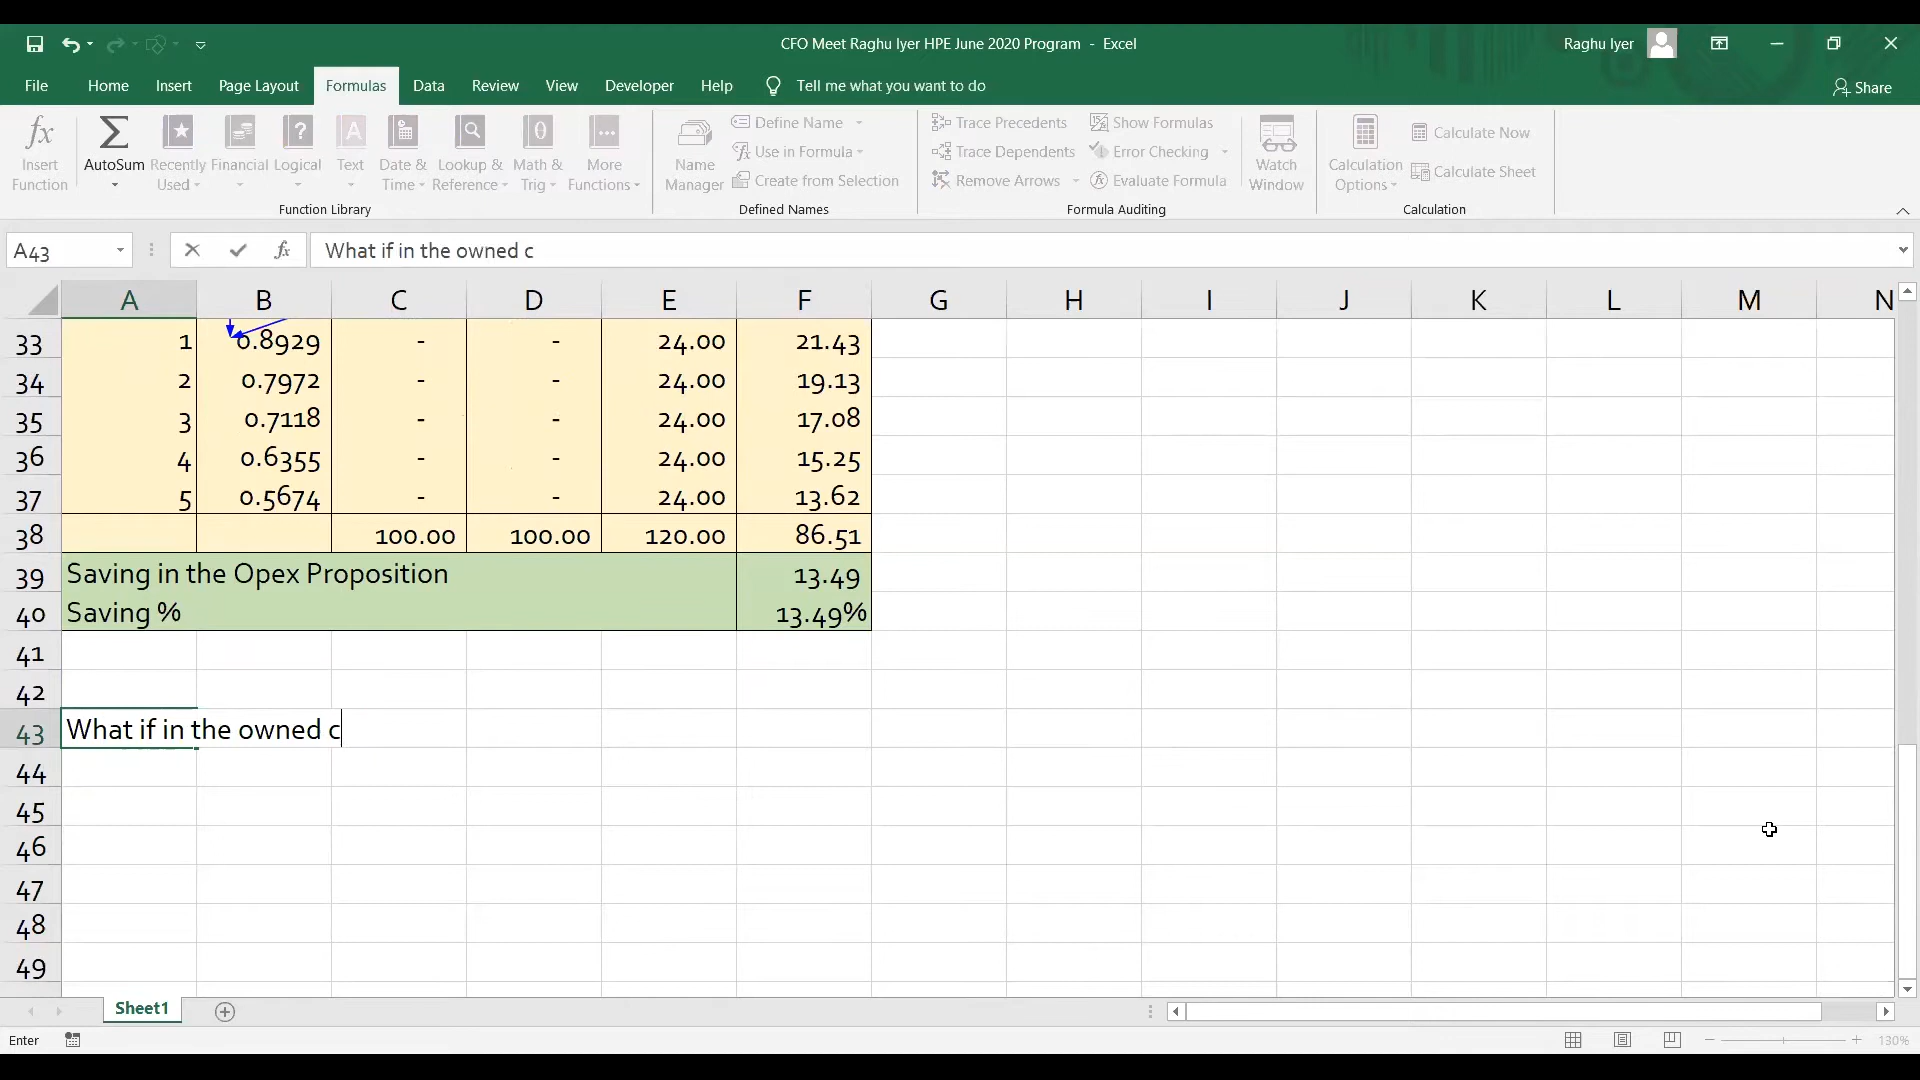 CFO Meet Raghu Iyer HPE June 2020 Program - Excel
Raghu Iyer
File Home Insert Page Layout Formulas Data Review View Developer Help Tell me what you want to do
Share
Insert Function
AutoSum
Recently Used
Financial
Logical
Text
Date & Time
Lookup & Reference
Math & Trig
More Functions
Function Library
Name Manager
Define Name
Use in Formula
Create from Selection
Defined Names
Trace Precedents
Trace Dependents
Remove Arrows
Show Formulas
Error Checking
Evaluate Formula
Formula Auditing
Watch Window
Calculation Options
Calculate Now
Calculate Sheet
Calculation
A43 fx What if in the owned c
A B C D E F G H I J K L M N
33 1 0.8929 - - 24.00 21.43
34 2 0.7972 - - 24.00 19.13
35 3 0.7118 - - 24.00 17.08
36 4 0.6355 - - 24.00 15.25
37 5 0.5674 - - 24.00 13.62
38 100.00 100.00 120.00 86.51
39 Saving in the Opex Proposition 13.49
40 Saving % 13.49%
41
42
43 What if in the owned c
44
45
46
47
48
49
Sheet1
Enter
130%